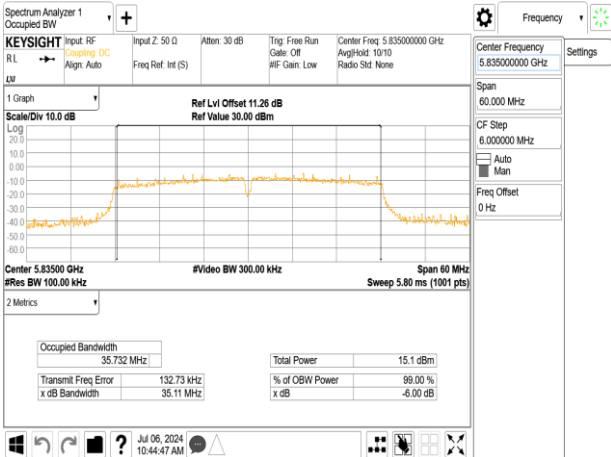 Spectrum Analyzer 1
Occupied BW
KEYSIGHT
RL
LXI
Input: RF
Coupling: DC
Align: Auto
Input Z: 50 Ω
Freq Ref: Int (S)
Atten: 30 dB
Trig: Free Run
Gate: Off
#IF Gain: Low
Center Freq: 5.835000000 GHz
Avg|Hold: 10/10
Radio Std: None
1 Graph
Scale/Div 10.0 dB
Ref Lvl Offset 11.26 dB
Ref Value 30.00 dBm
Log
20.0
10.0
0.00
-10.0
-20.0
-30.0
-40.0
-50.0
-60.0
Center 5.83500 GHz
#Res BW 100.00 kHz
#Video BW 300.00 kHz
Span 60 MHz
Sweep 5.80 ms (1001 pts)
2 Metrics
Occupied Bandwidth
35.732 MHz
Transmit Freq Error 132.73 kHz
x dB Bandwidth 35.11 MHz
Total Power 15.1 dBm
% of OBW Power 99.00 %
x dB -6.00 dB
?
Jul 06, 2024
10:44:47 AM
Frequency
Center Frequency
5.835000000 GHz
Settings
Span
60.000 MHz
CF Step
6.000000 MHz
Auto
Man
Freq Offset
0 Hz